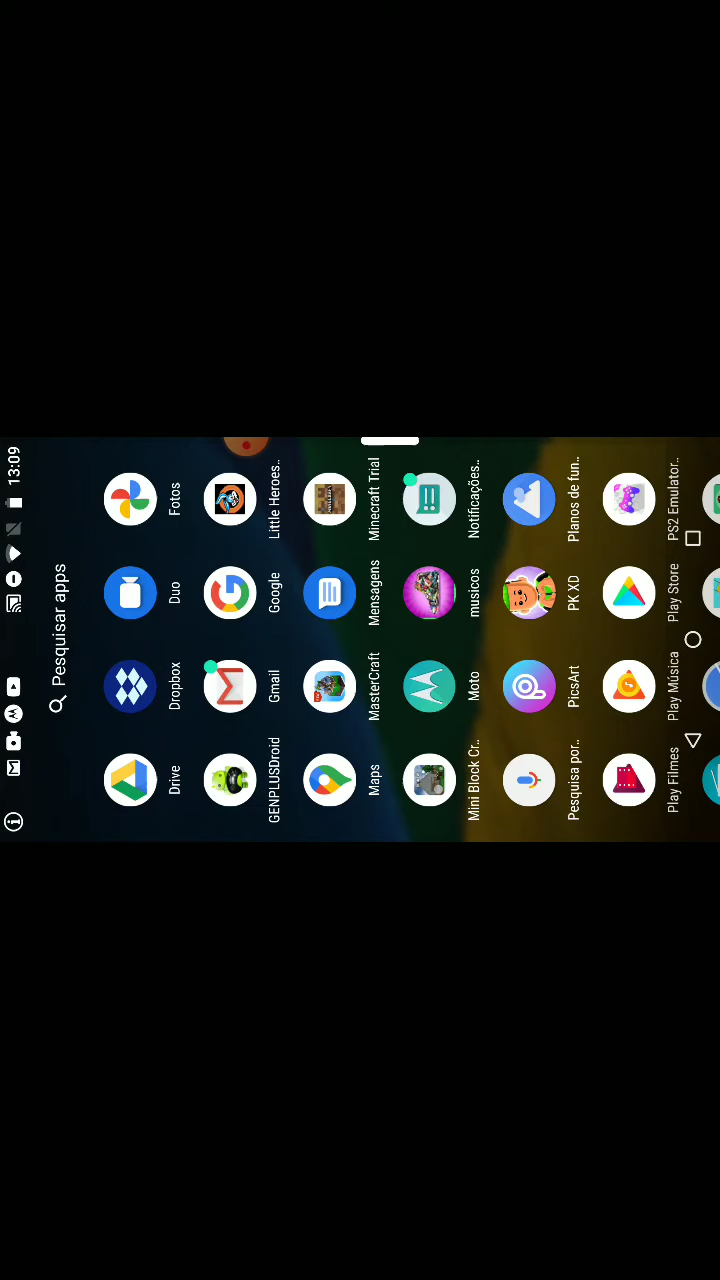 13:09
Pesquisar apps
Drive Dropbox Duo Fotos
GENPLUSDroid Gmail Google Little Heroes..
Maps MasterCraft Mensagens Minecraft Trial
Mini Block Cr.. Moto musicos Notificações..
Pesquisa por.. PicsArt PK XD Planos de fun..
Play Filmes Play Música Play Store PS2 Emulator..